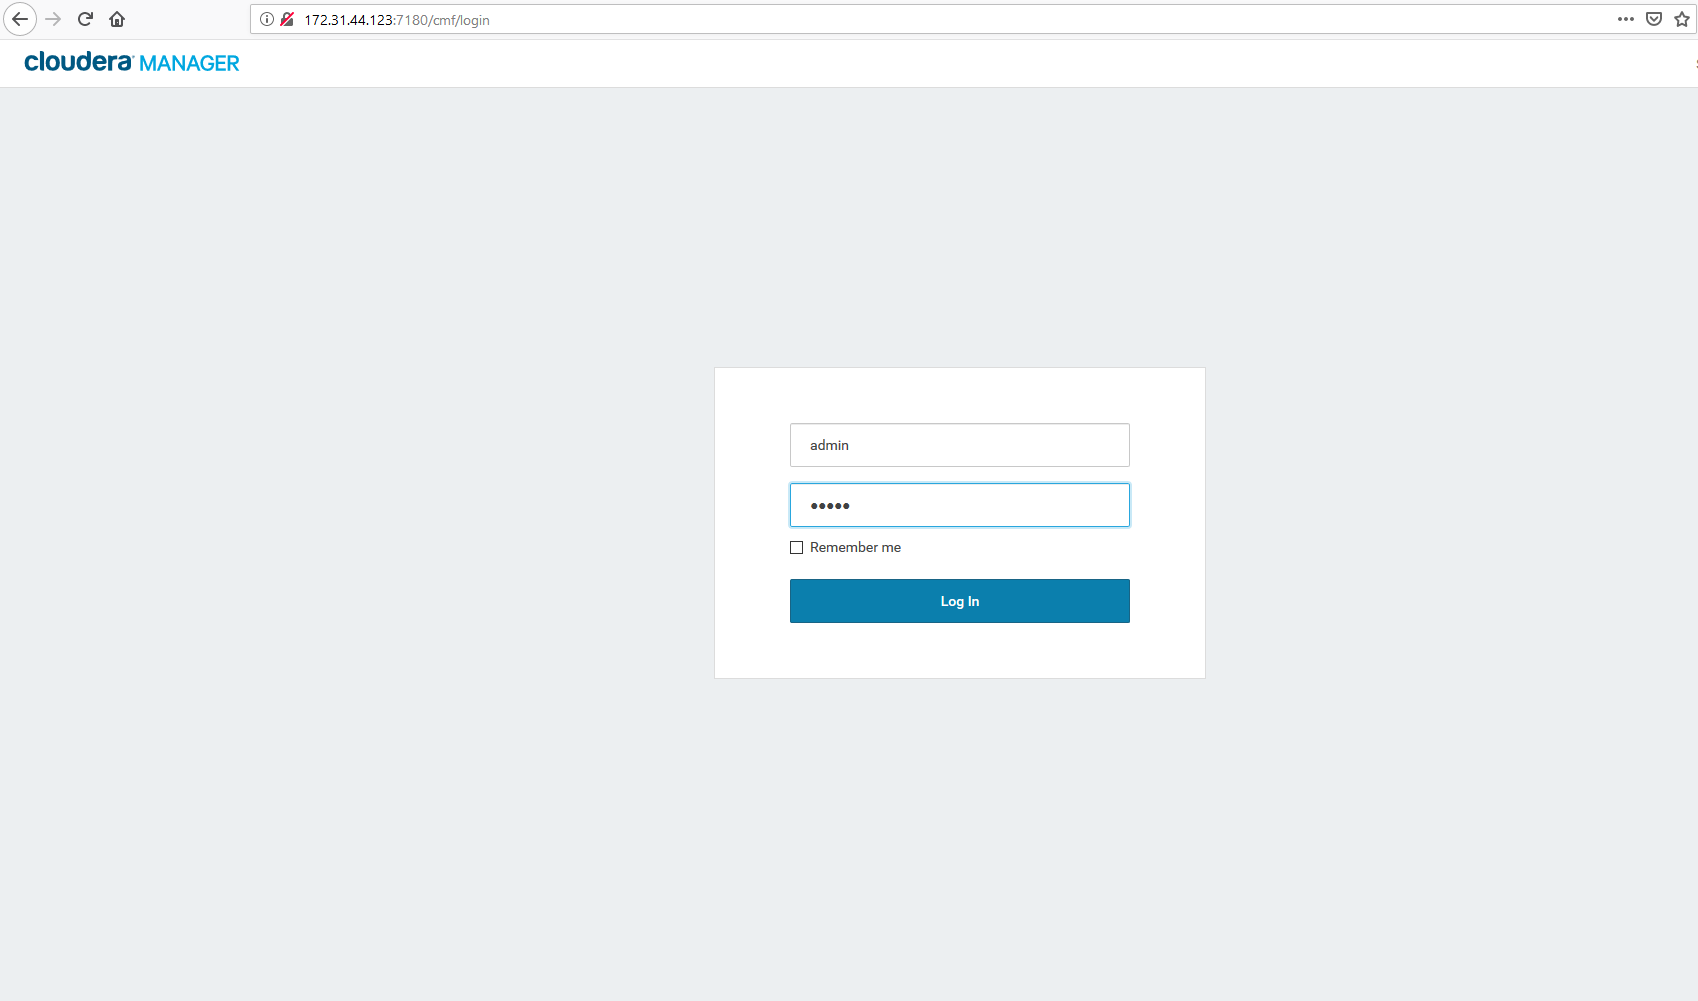 172.31.44.123:7180/cmf/login
cloudera MANAGER
admin
•••••
Remember me
Log In